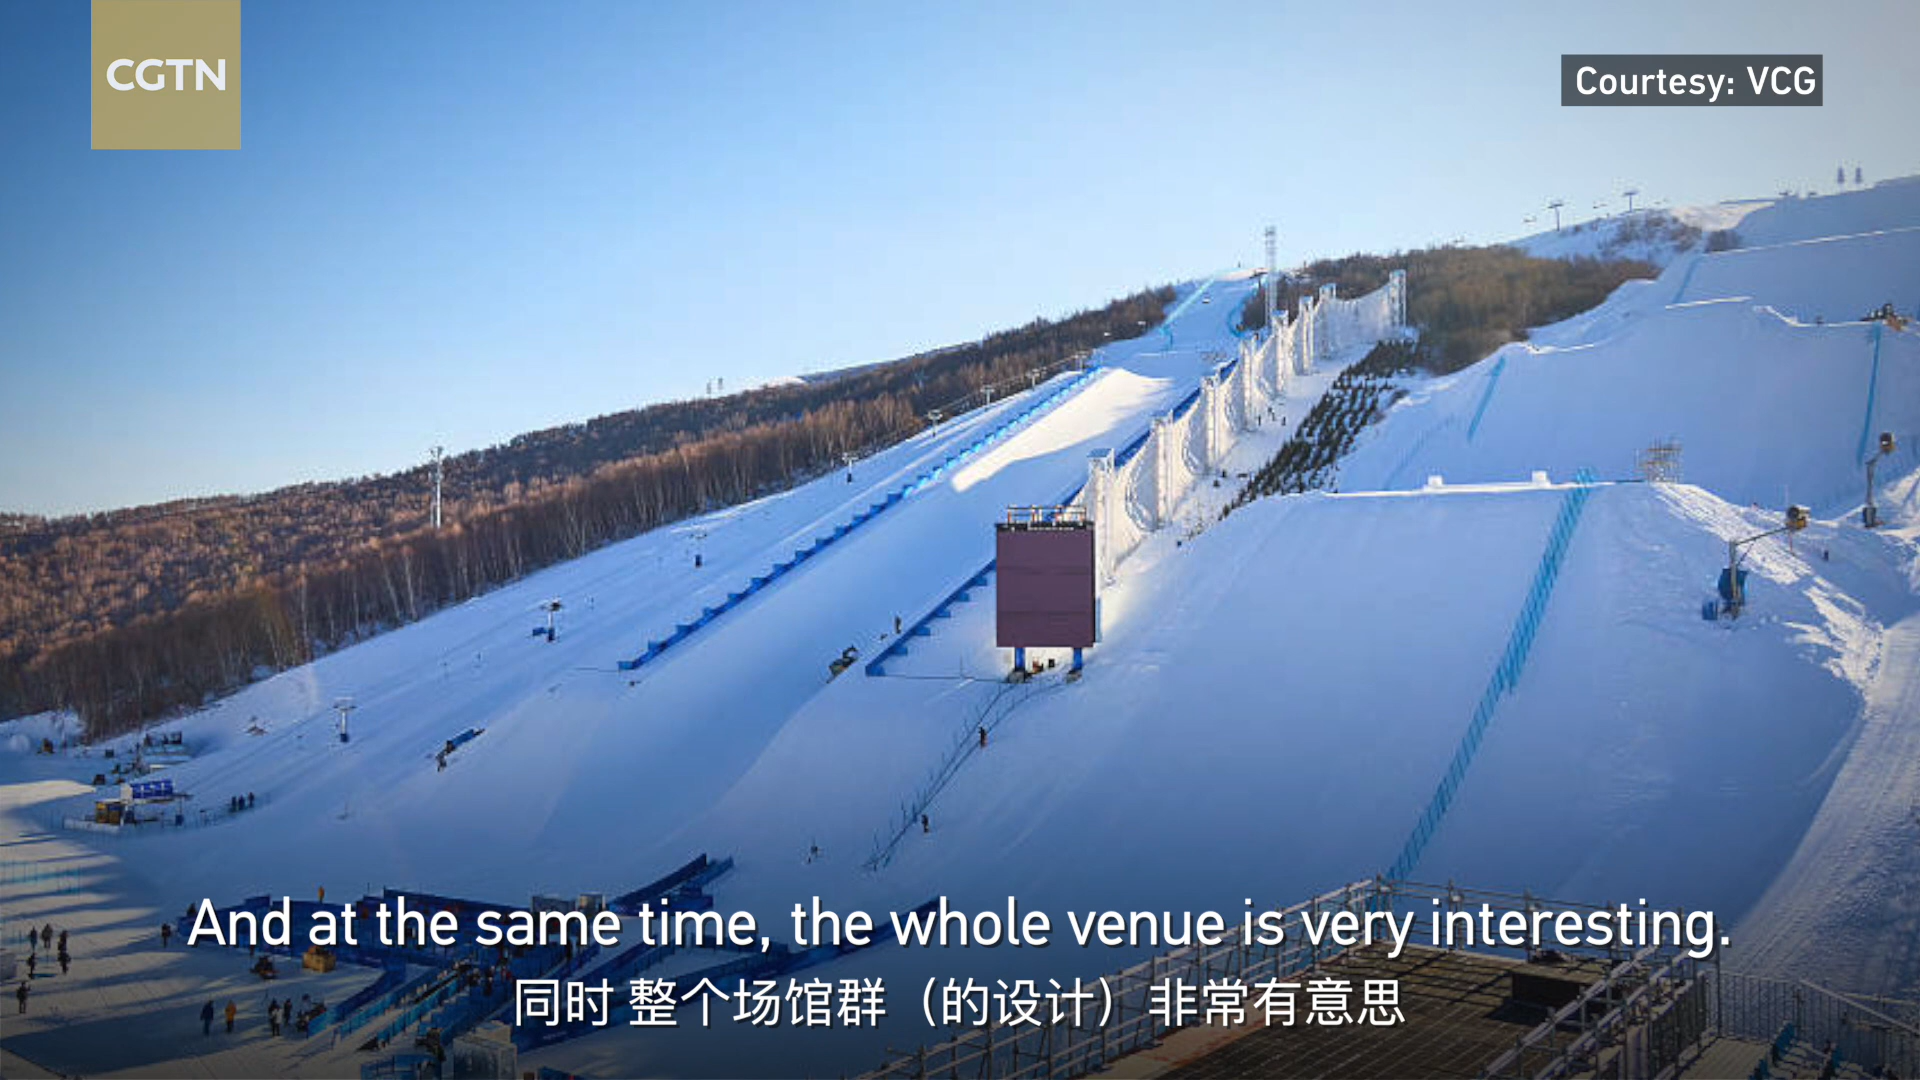 CGTN
Courtesy: VCG
And at the same time, the whole venue is very interesting.
同时 整个场馆群（的设计）非常有意思